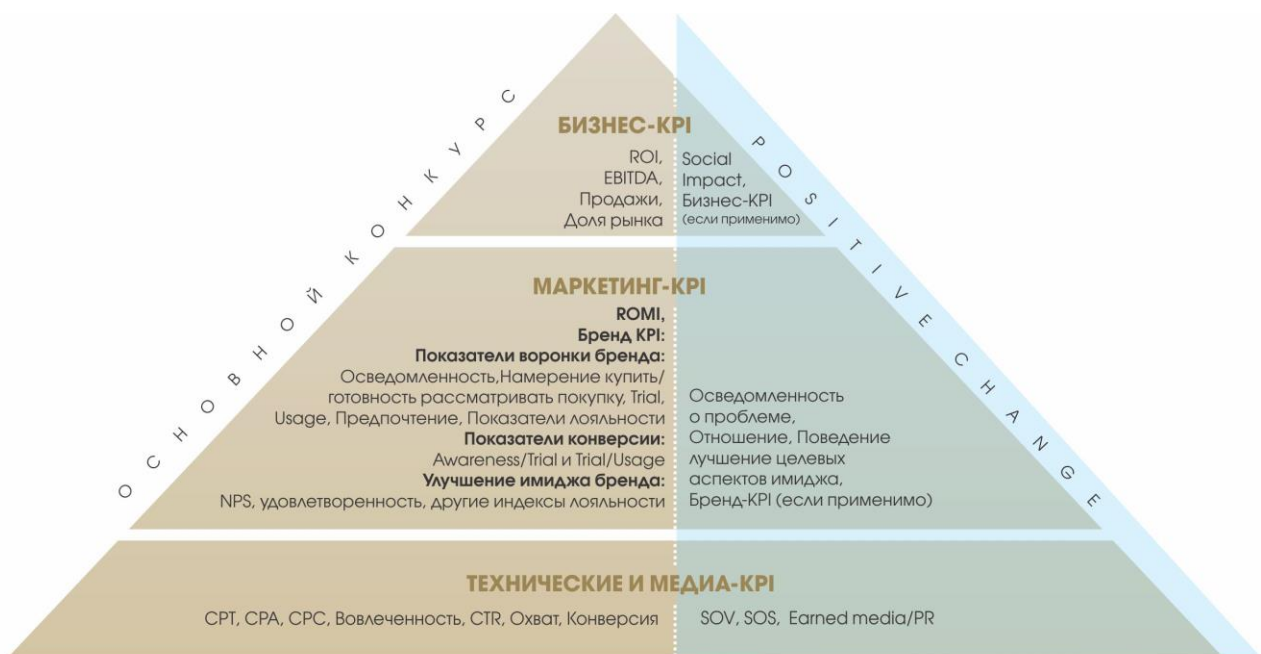 ОСНОВНОЙ КОНКУРС
POSITIVE CHANGE
БИЗНЕС-KPI
ROI,
EBITDA,
Продажи,
Доля рынка
Social
Impact,
Бизнес-KPI
(если применимо)
МАРКЕТИНГ-KPI
ROMI,
Бренд KPI:
Показатели воронки бренда:
Осведомленность,Намерение купить/
готовность рассматривать покупку, Trial,
Usage, Предпочтение, Показатели лояльности
Показатели конверсии:
Awareness/Trial и Trial/Usage
Улучшение имиджа бренда:
NPS, удовлетворенность, другие индексы лояльности
Осведомленность
о проблеме,
Отношение, Поведение
лучшение целевых
аспектов имиджа,
Бренд-KPI (если применимо)
ТЕХНИЧЕСКИЕ И МЕДИА-KPI
CPT, CPA, CPC, Вовлеченность, CTR, Охват, Конверсия
SOV, SOS, Earned media/PR